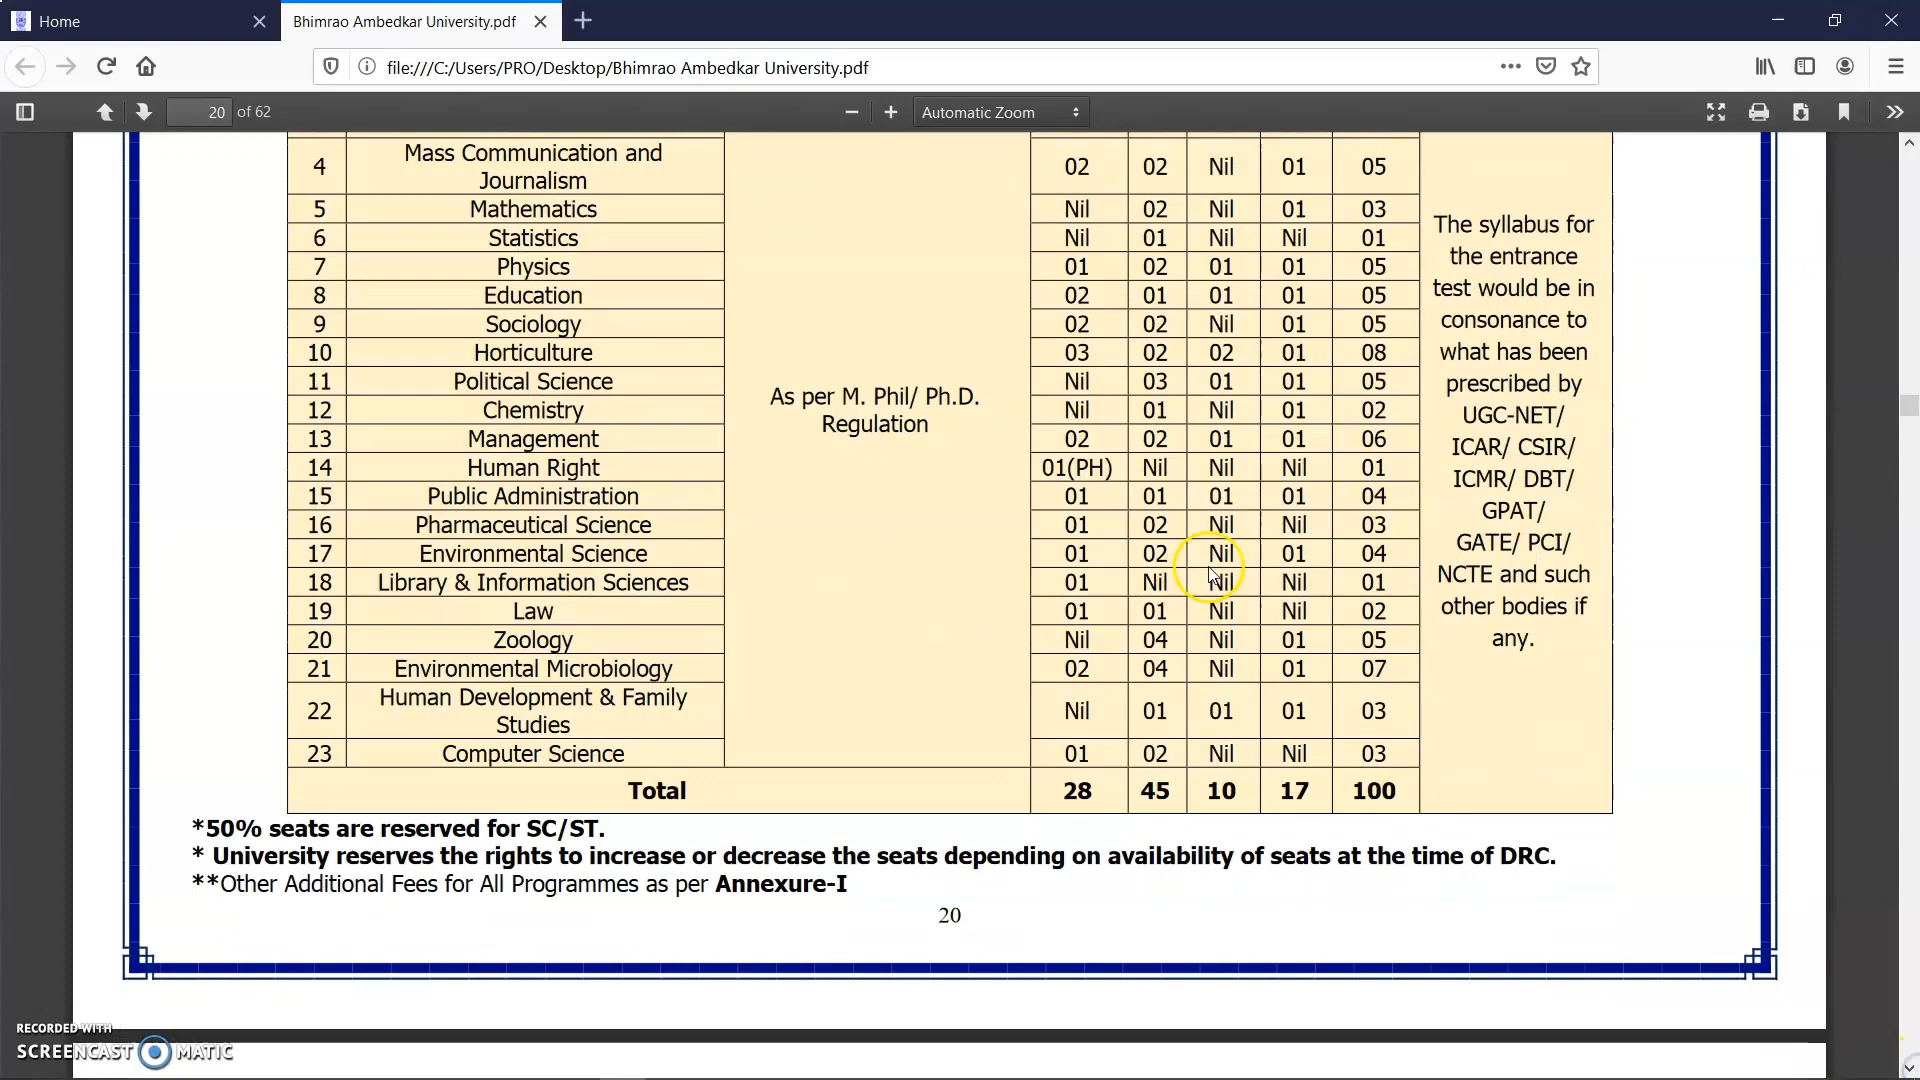 Home
Bhimrao Ambedkar University.pdf
file:///C:/Users/PRO/Desktop/Bhimrao Ambedkar University.pdf
20 of 62
Automatic Zoom
4 Mass Communication and Journalism 02 02 Nil 01 05
5 Mathematics Nil 02 Nil 01 03
6 Statistics Nil 01 Nil Nil 01
7 Physics 01 02 01 01 05
8 Education 02 01 01 01 05
9 Sociology 02 02 Nil 01 05
10 Horticulture 03 02 02 01 08
11 Political Science Nil 03 01 01 05
12 Chemistry Nil 01 Nil 01 02
13 Management 02 02 01 01 06
14 Human Right 01(PH) Nil Nil Nil 01
15 Public Administration 01 01 01 01 04
16 Pharmaceutical Science 01 02 Nil Nil 03
17 Environmental Science 01 02 Nil 01 04
18 Library & Information Sciences 01 Nil Nil Nil 01
19 Law 01 01 Nil Nil 02
20 Zoology Nil 04 Nil 01 05
21 Environmental Microbiology 02 04 Nil 01 07
22 Human Development & Family Studies Nil 01 01 01 03
23 Computer Science 01 02 Nil Nil 03
As per M. Phil/ Ph.D.
Regulation
The syllabus for
the entrance
test would be in
consonance to
what has been
prescribed by
UGC-NET/
ICAR/ CSIR/
ICMR/ DBT/
GPAT/
GATE/ PCI/
NCTE and such
other bodies if
any.
Total 28 45 10 17 100
*50% seats are reserved for SC/ST.
* University reserves the rights to increase or decrease the seats depending on availability of seats at the time of DRC.
**Other Additional Fees for All Programmes as per Annexure-I
20
RECORDED WITH
SCREENCAST MATIC